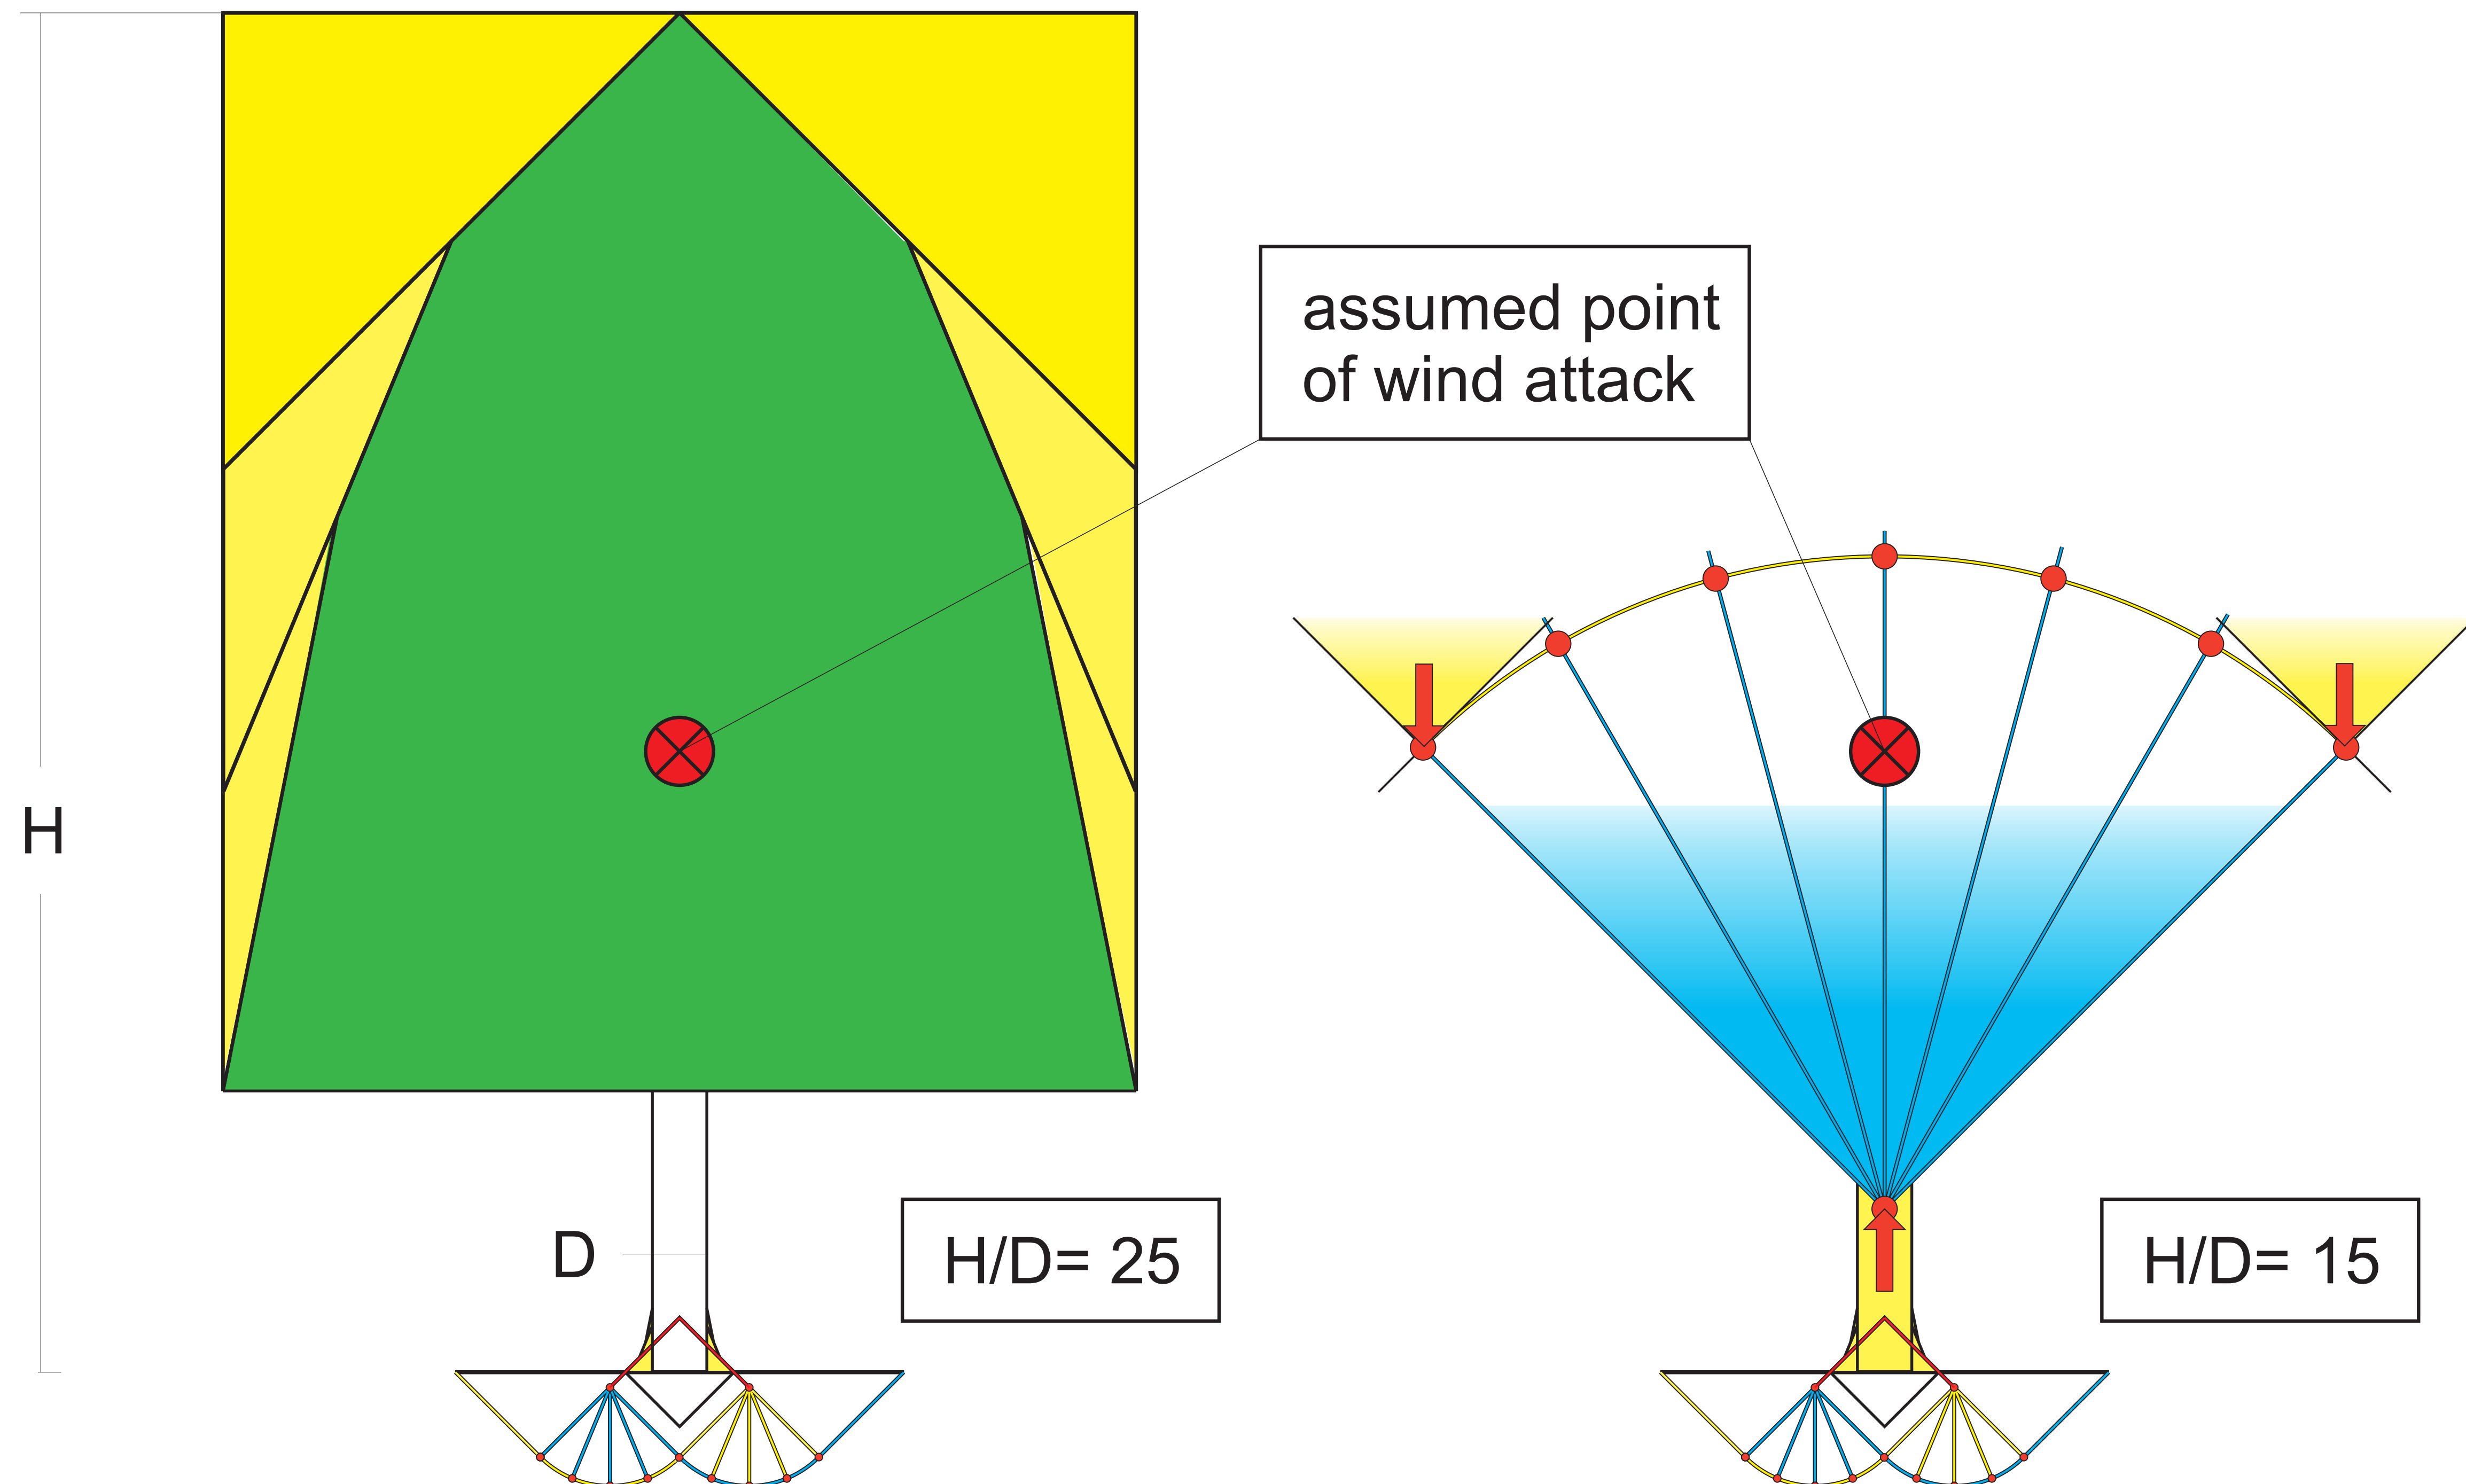 assumed point
of wind attack
H
D
H/D= 25
H/D= 15